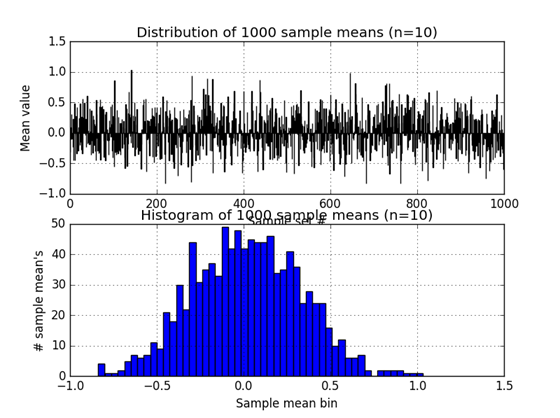 Distribution of 1000 sample means (n=10)
1.5
1.0
0.5
0.0
−0.5
−1.0
Mean value
0 200 400 600 800 1000
Sample set #
Histogram of 1000 sample means (n=10)
50
40
30
20
10
0
# sample mean's
−1.0 −0.5 0.0 0.5 1.0 1.5
Sample mean bin